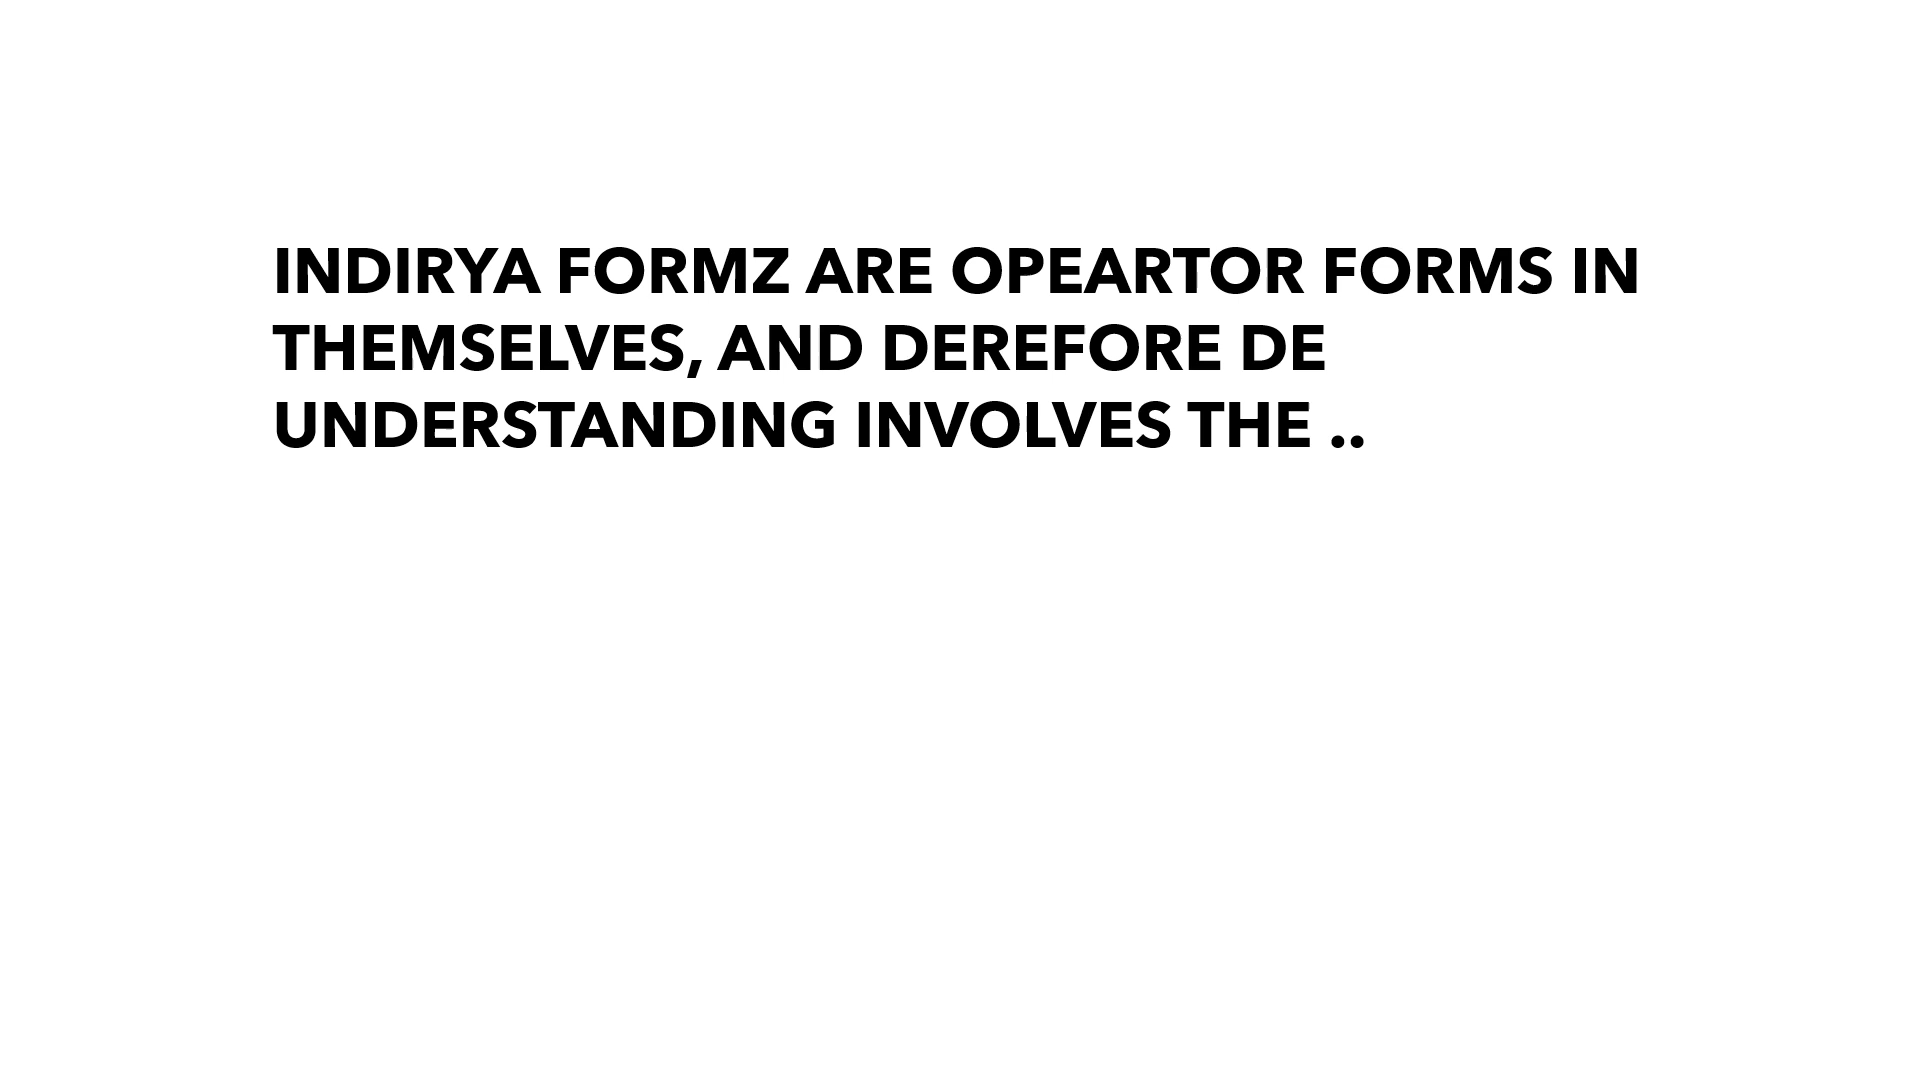 INDIRYA FORMZ ARE OPEARTOR FORMS IN
THEMSELVES, AND DEREFORE DE
UNDERSTANDING INVOLVES THE ..